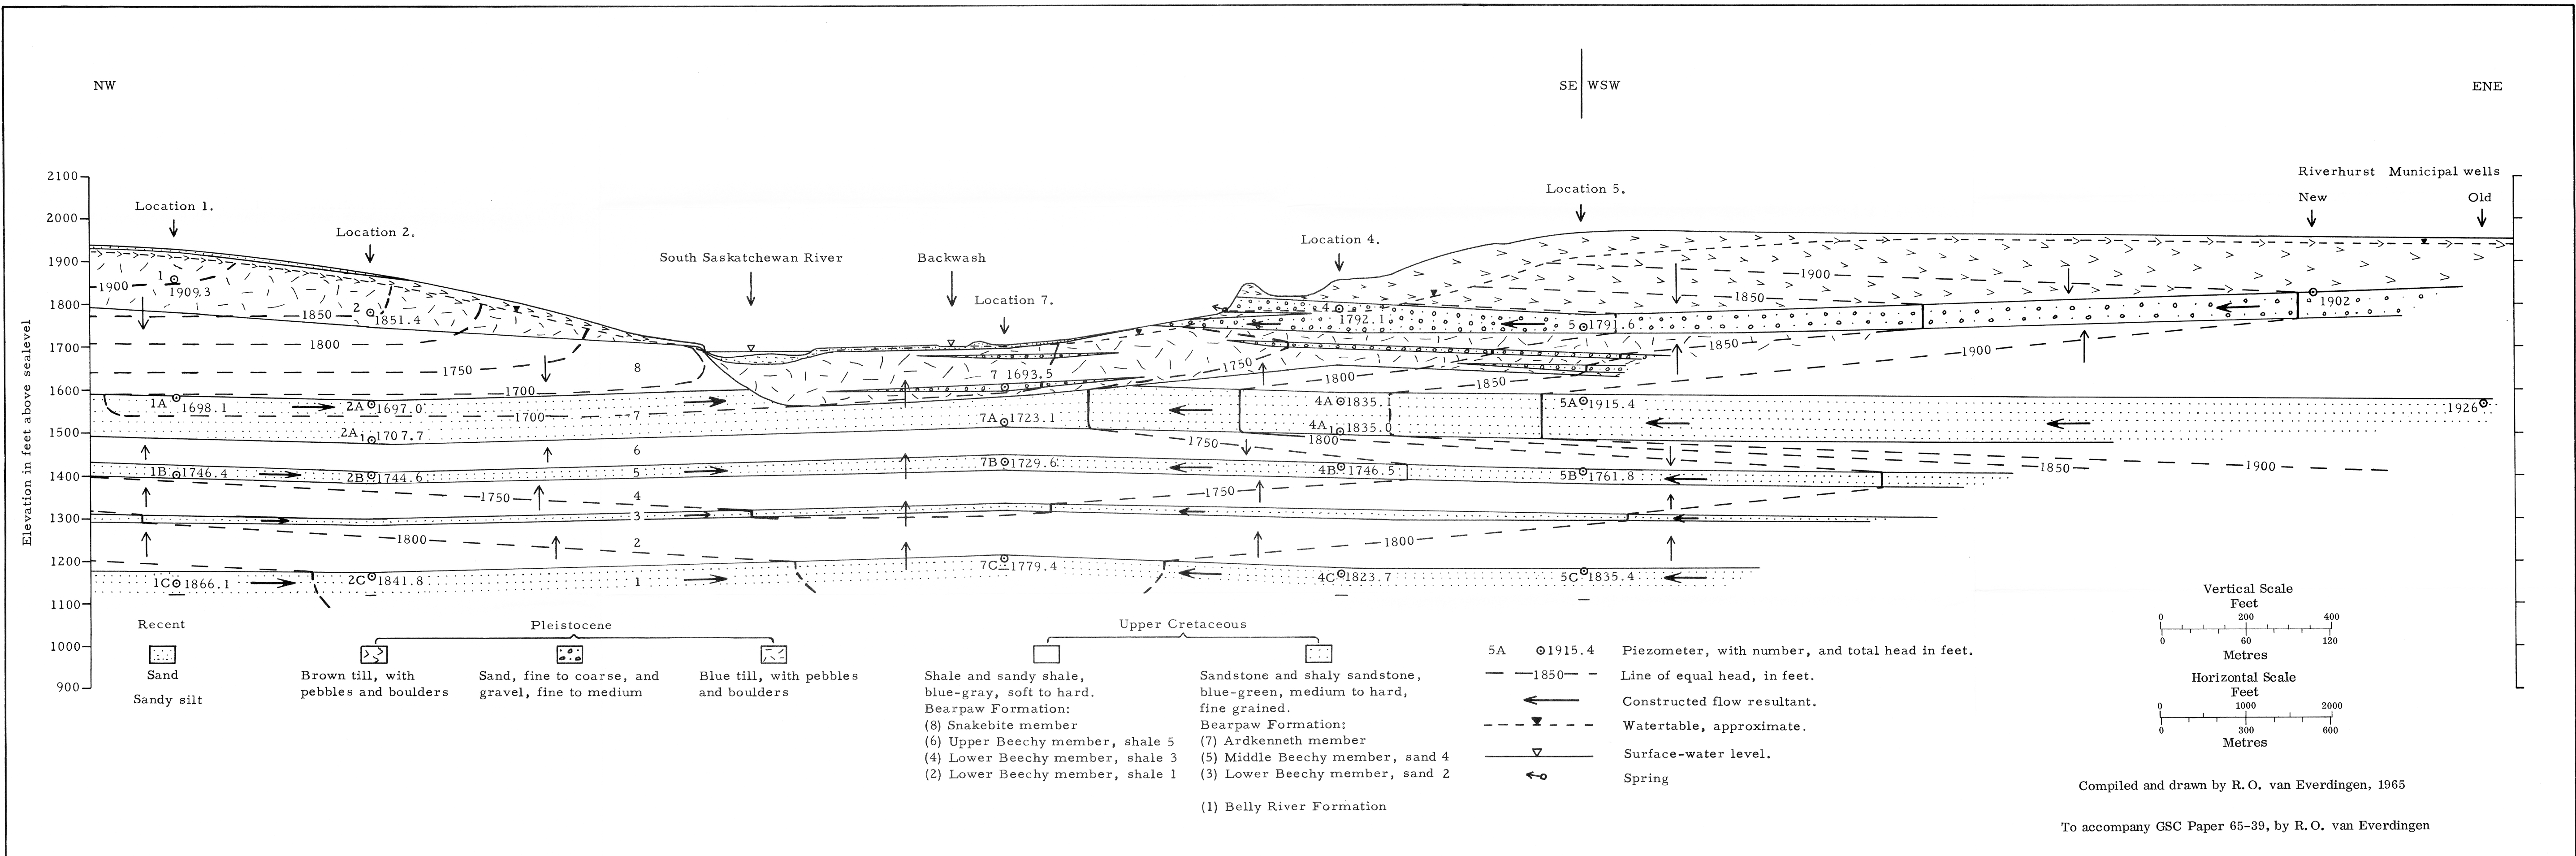 NW
SE WSW
ENE
Riverhurst Municipal wells
New
Old
Location 1.
Location 2.
South Saskatchewan River
Backwash
Location 7.
Location 4.
Location 5.
Elevation in feet above sealevel
2100
2000
1900
1800
1700
1600
1500
1400
1300
1200
1100
1000
900
1 1909.3
1900
2 1851.4
1850
1800
1750
1700
8
1A 1698.1
2A 1697.0
1700
7
2A1 1707.7
6
1B 1746.4
2B 1744.6
5
1750
4
3
1800
2
1C 1866.1
2C 1841.8
1
7 1693.5
7A 1723.1
7B 1729.6
7C 1779.4
4 1792.1
1750
1800
1850
4A 1835.1
4A1 1835.0
1750
1800
4B 1746.5
1750
1800
4C 1823.7
5 1791.6
1900
1850
1850
1900
1902
5A 1915.4
1926
1850
1900
5B 1761.8
5C 1835.4
Recent
Sand
Sandy silt
Pleistocene
Brown till, with
pebbles and boulders
Sand, fine to coarse, and
gravel, fine to medium
Blue till, with pebbles
and boulders
Upper Cretaceous
Shale and sandy shale,
blue-gray, soft to hard.
Bearpaw Formation:
(8) Snakebite member
(6) Upper Beechy member, shale 5
(4) Lower Beechy member, shale 3
(2) Lower Beechy member, shale 1
Sandstone and shaly sandstone,
blue-green, medium to hard,
fine grained.
Bearpaw Formation:
(7) Ardkenneth member
(5) Middle Beechy member, sand 4
(3) Lower Beechy member, sand 2
(1) Belly River Formation
5A 1915.4 Piezometer, with number, and total head in feet.
1850 Line of equal head, in feet.
Constructed flow resultant.
Watertable, approximate.
Surface-water level.
Spring
Vertical Scale
Feet
0 200 400
0 60 120
Metres
Horizontal Scale
Feet
0 1000 2000
0 300 600
Metres
Compiled and drawn by R. O. van Everdingen, 1965
To accompany GSC Paper 65-39, by R. O. van Everdingen